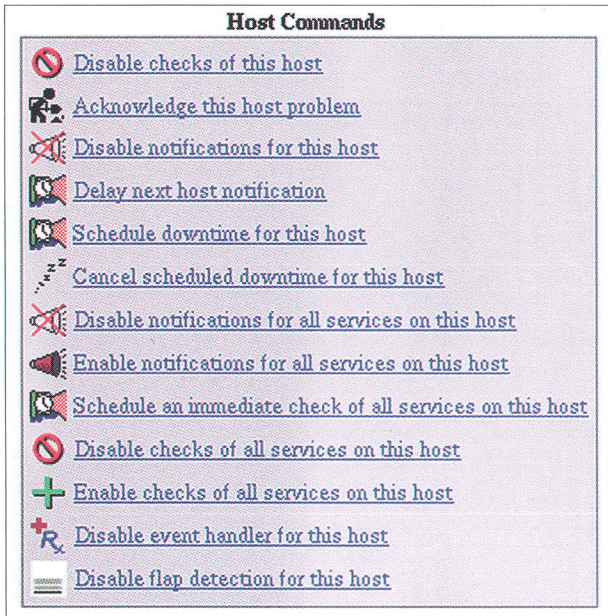 Host Commands
Disable checks of this host
Acknowledge this host problem
Disable notifications for this host
Delay next host notification
Schedule downtime for this host
Cancel scheduled downtime for this host
Disable notifications for all services on this host
Enable notifications for all services on this host
Schedule an immediate check of all services on this host
Disable checks of all services on this host
Enable checks of all services on this host
Disable event handler for this host
Disable flap detection for this host